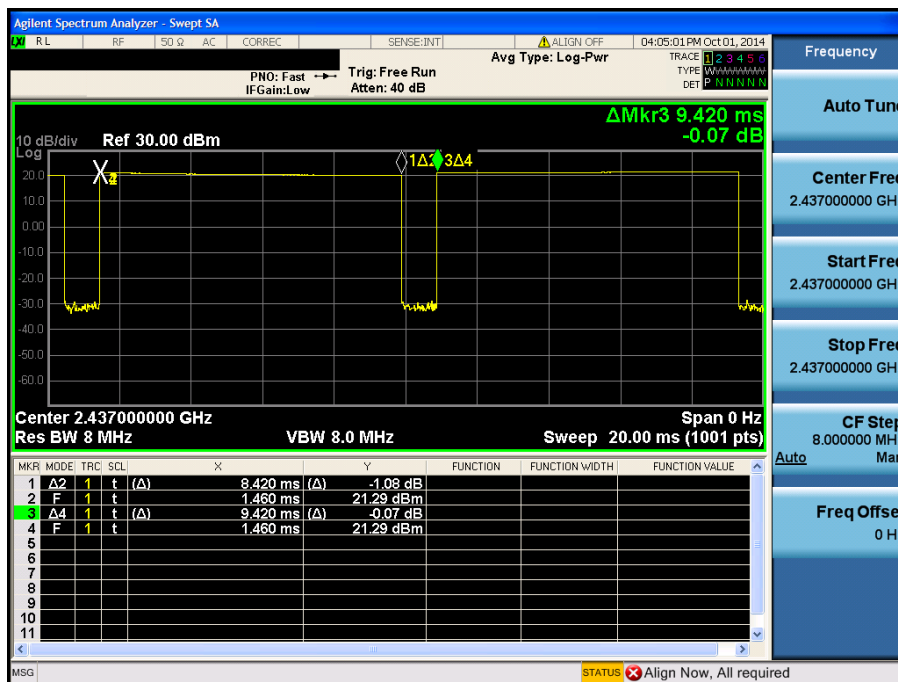 Agilent Spectrum Analyzer - Swept SA
LXI RL RF 50 Ω AC CORREC SENSE:INT ALIGN OFF 04:05:01 PM Oct 01, 2014
Avg Type: Log-Pwr
TRACE 1 2 3 4 5 6
PNO: Fast Trig: Free Run
TYPE W
IFGain:Low Atten: 40 dB
DET P N N N N N
ΔMkr3 9.420 ms
-0.07 dB
10 dB/div Ref 30.00 dBm
Log
1Δ2 3Δ4
20.0
10.0
0.00
-10.0
-20.0
-30.0
-40.0
-50.0
-60.0
Center 2.437000000 GHz Span 0 Hz
Res BW 8 MHz VBW 8.0 MHz Sweep 20.00 ms (1001 pts)
MKR MODE TRC SCL X Y FUNCTION FUNCTION WIDTH FUNCTION VALUE
1 Δ2 1 t (Δ) 8.420 ms (Δ) -1.08 dB
2 F 1 t 1.460 ms 21.29 dBm
3 Δ4 1 t (Δ) 9.420 ms (Δ) -0.07 dB
4 F 1 t 1.460 ms 21.29 dBm
5
6
7
8
9
10
11
MSG STATUS Align Now, All required
Frequency
Auto Tune
Center Freq
2.437000000 GH
Start Freq
2.437000000 GH
Stop Freq
2.437000000 GH
CF Step
8.000000 MH
Auto Man
Freq Offse
0 H